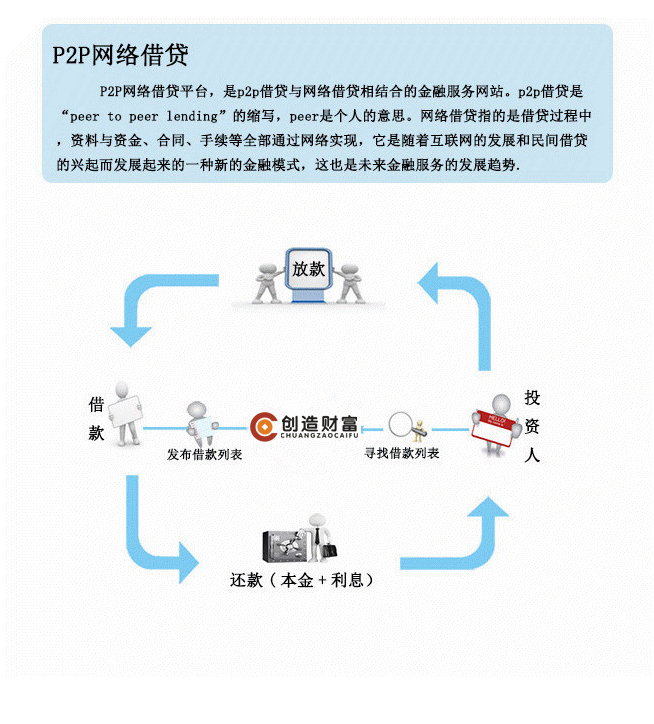 P2P网络借贷
P2P网络借贷平台，是p2p借贷与网络借贷相结合的金融服务网站。p2p借贷是
“peer to peer lending”的缩写，peer是个人的意思。网络借贷指的是借贷过程中
，资料与资金、合同、手续等全部通过网络实现，它是随着互联网的发展和民间借贷
的兴起而发展起来的一种新的金融模式，这也是未来金融服务的发展趋势.
放款
借款
发布借款列表
创造财富
CHUANGZAOCAIFU
寻找借款列表
HELLO!
投资人
还款（本金+利息）